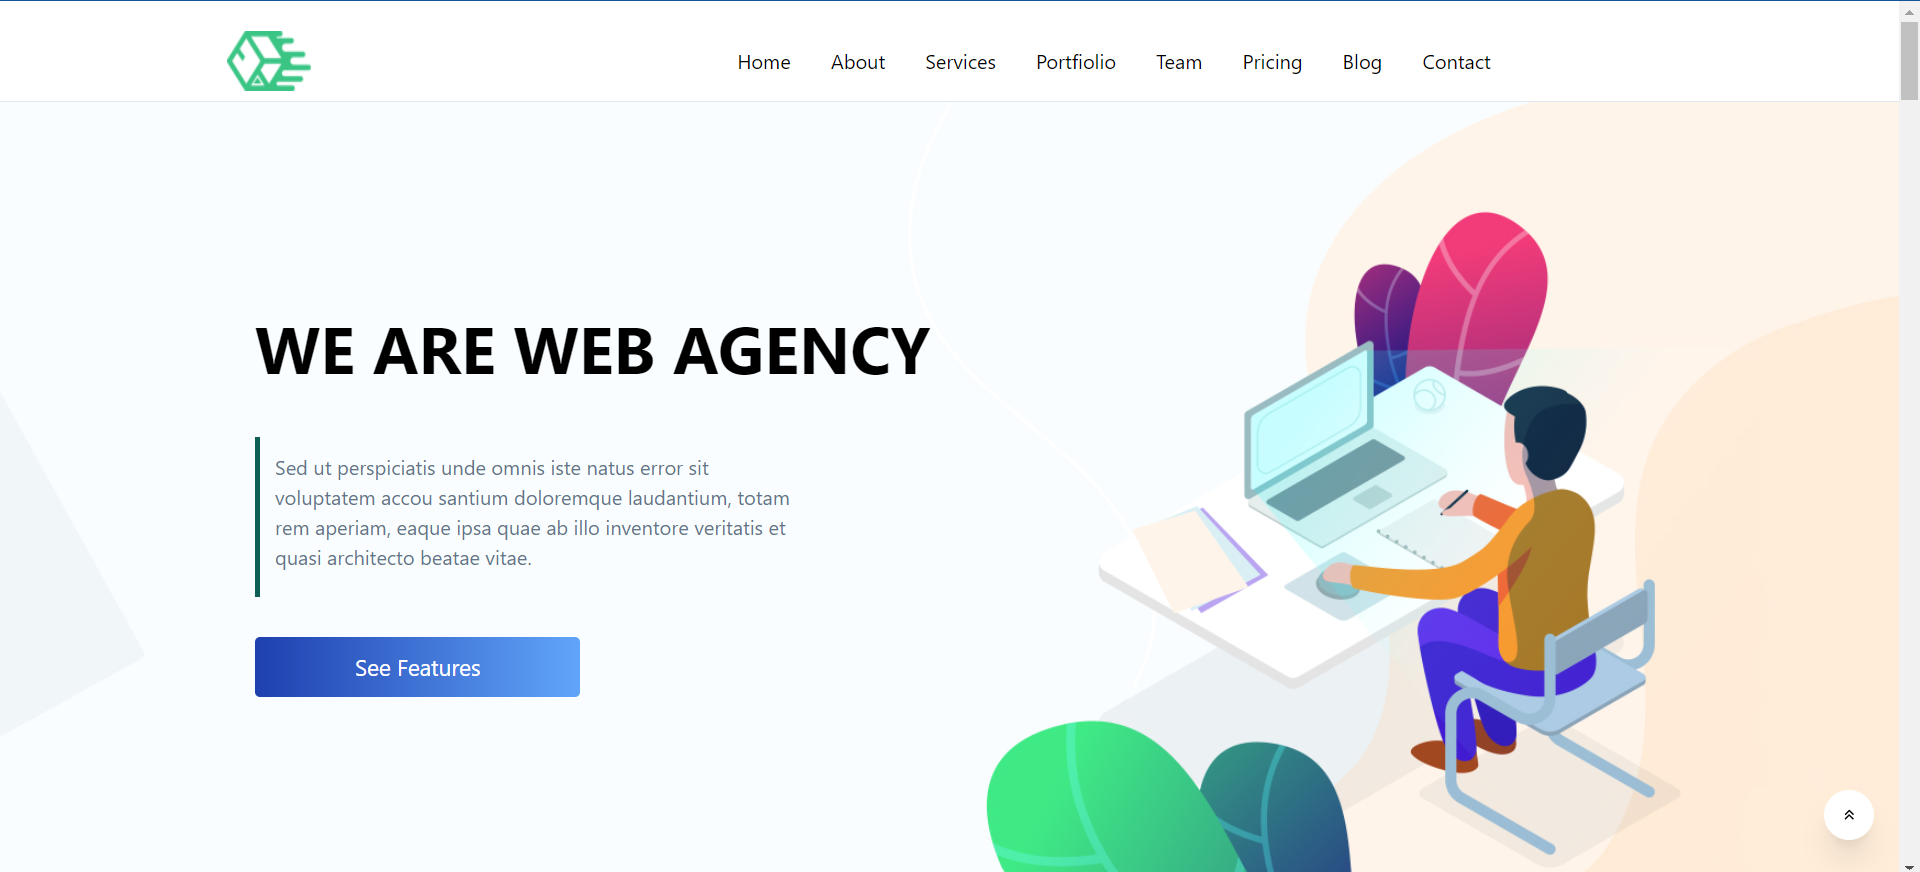 Home About Services Portfiolio Team Pricing Blog Contact
WE ARE WEB AGENCY
Sed ut perspiciatis unde omnis iste natus error sit
voluptatem accou santium doloremque laudantium, totam
rem aperiam, eaque ipsa quae ab illo inventore veritatis et
quasi architecto beatae vitae.
See Features